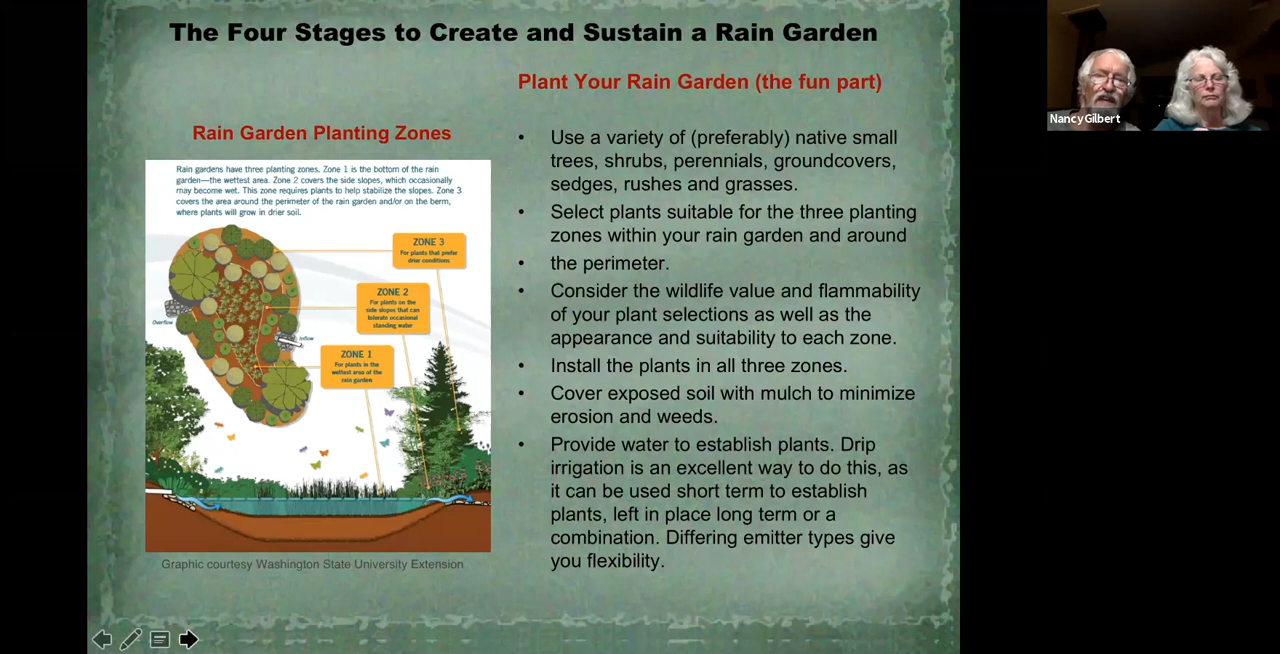 The Four Stages to Create and Sustain a Rain Garden
Plant Your Rain Garden (the fun part)
Rain Garden Planting Zones
Rain gardens have three planting zones. Zone 1 is the bottom of the rain
garden—the wettest area. Zone 2 covers the side slopes, which occasionally
may become wet. This zone requires plants to help stabilize the slopes. Zone 3
covers the area around the perimeter of the rain garden and/or on the berm,
where plants will grow in drier soil.
ZONE 3
For plants that prefer
drier conditions
ZONE 2
For plants on the
side slopes that can
tolerate occasional
standing water
Overflow
Inflow
ZONE 1
For plants in the
wettest area of the
rain garden
Graphic courtesy Washington State University Extension
• Use a variety of (preferably) native small
trees, shrubs, perennials, groundcovers,
sedges, rushes and grasses.
• Select plants suitable for the three planting
zones within your rain garden and around
• the perimeter.
• Consider the wildlife value and flammability
of your plant selections as well as the
appearance and suitability to each zone.
• Install the plants in all three zones.
• Cover exposed soil with mulch to minimize
erosion and weeds.
• Provide water to establish plants. Drip
irrigation is an excellent way to do this, as
it can be used short term to establish
plants, left in place long term or a
combination. Differing emitter types give
you flexibility.
Nancy Gilbert